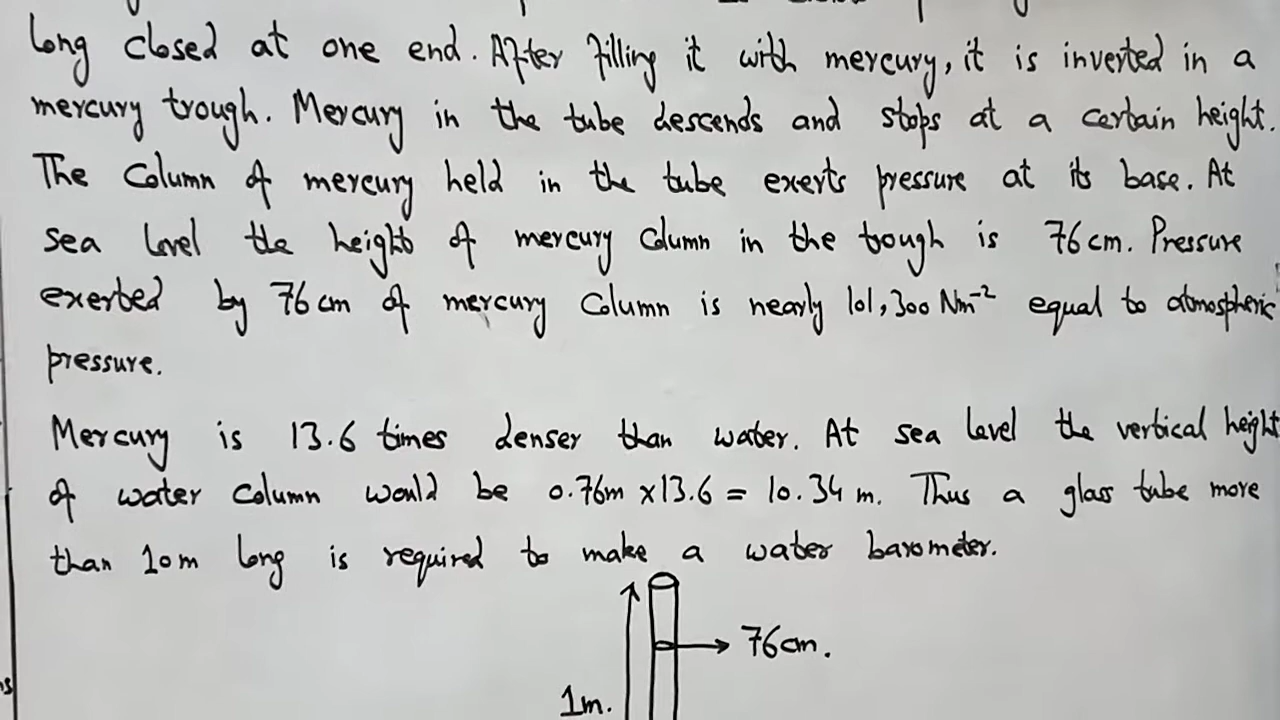 long closed at one end. After filling it with mercury, it is inverted in a
mercury trough. Mercury in the tube descends and stops at a certain height.
The column of mercury held in the tube exerts pressure at its base. At
sea level the height of mercury column in the trough is 76cm. Pressure
exerted by 76 cm of mercury column is nearly 101,300 Nm⁻² equal to atmospheric
pressure.
Mercury is 13.6 times denser than water. At sea level the vertical height
of water column would be 0.76m x13.6 = 10.34 m. Thus a glass tube more
than 10m long is required to make a water barometer.
76cm.
1m.